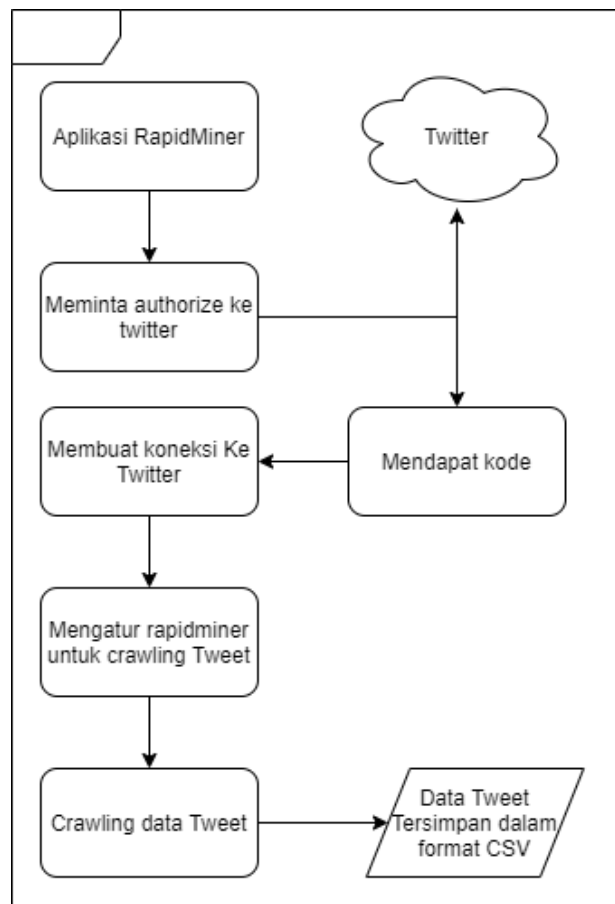 Aplikasi RapidMiner
Twitter
Meminta authorize ke
twitter
Membuat koneksi Ke
Twitter
Mendapat kode
Mengatur rapidminer
untuk crawling Tweet
Crawling data Tweet
Data Tweet
Tersimpan dalam
format CSV